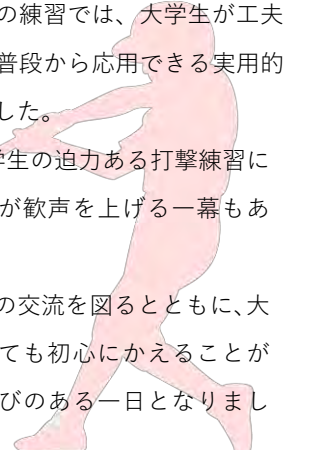 の練習では、大学生が工夫
普段から応用できる実用的
した。
学生の迫力ある打撃練習に
が歓声を上げる一幕もあ
の交流を図るとともに、大
ても初心にかえることが
びのある一日となりまし